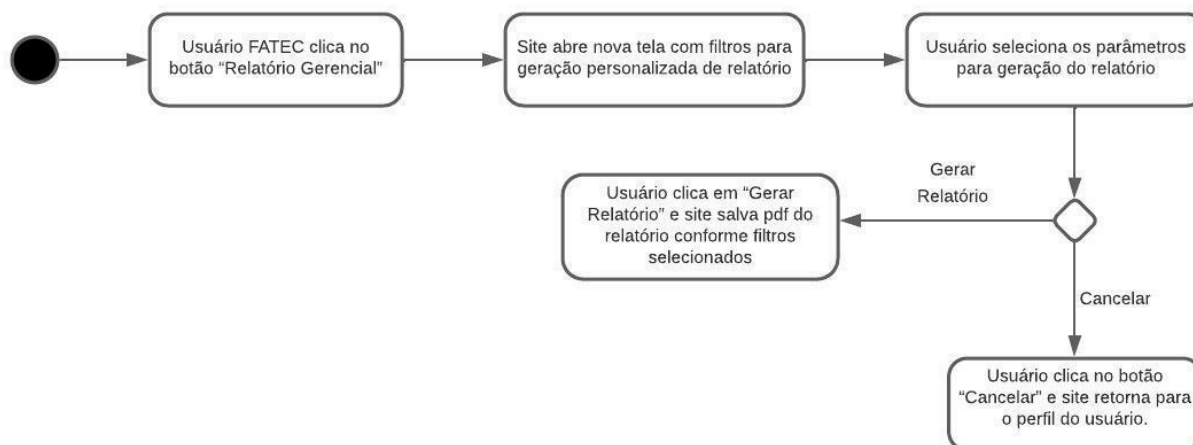 Usuário FATEC clica no
botão “Relatório Gerencial”
Site abre nova tela com filtros para
geração personalizada de relatório
Usuário seleciona os parâmetros
para geração do relatório
Gerar
Relatório
Usuário clica em “Gerar
Relatório” e site salva pdf do
relatório conforme filtros
selecionados
Cancelar
Usuário clica no botão
“Cancelar” e site retorna para
o perfil do usuário.